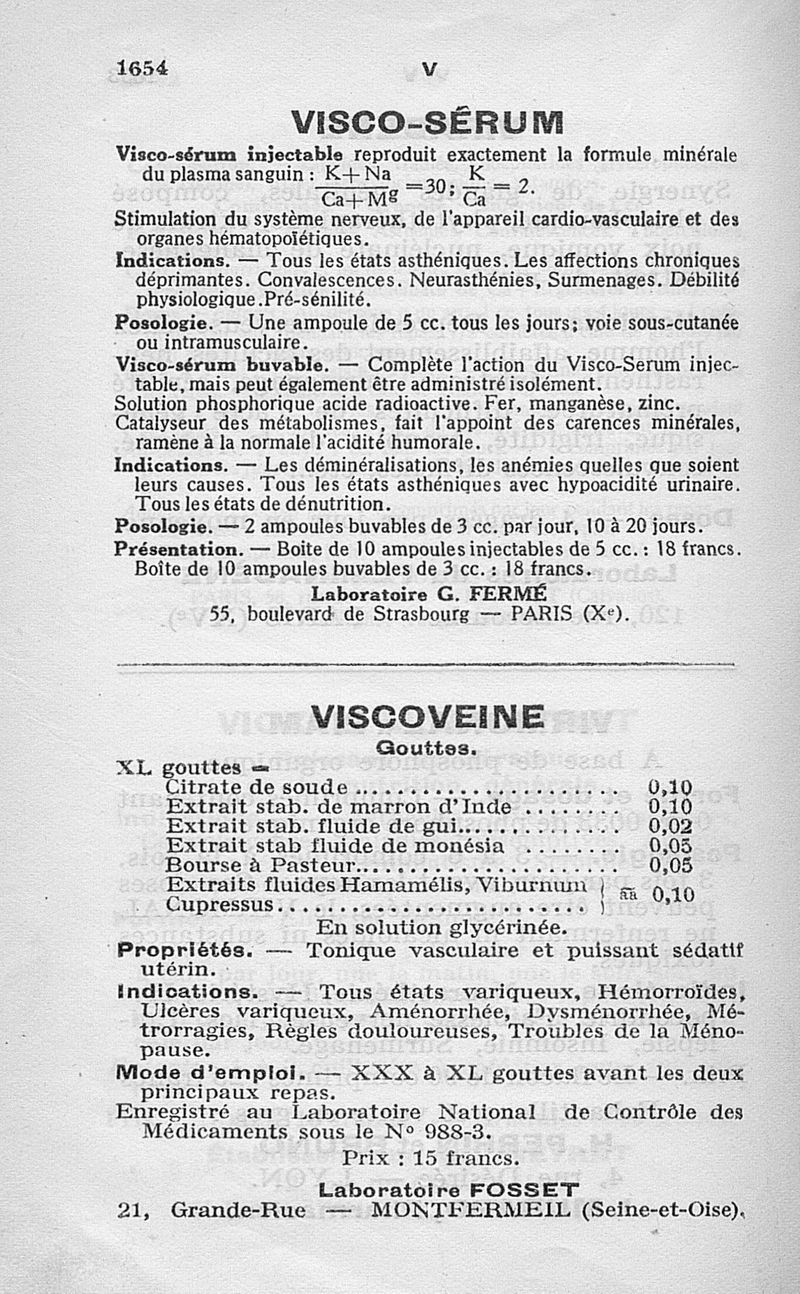 1654
V
VISCO-SÉRUM
Visco-sérum injectable reproduit exactement la formule minérale
du plasma sanguin : K+Na / Ca+Mg =30; K / Ca = 2.
Stimulation du système nerveux, de l'appareil cardio-vasculaire et des
organes hématopoïétiques.
Indications. — Tous les états asthéniques. Les affections chroniques
déprimantes. Convalescences. Neurasthénies, Surmenages. Débilité
physiologique.Pré-sénilité.
Posologie. — Une ampoule de 5 cc. tous les jours; voie sous-cutanée
ou intramusculaire.
Visco-sérum buvable. — Complète l'action du Visco-Serum injec-
table, mais peut également être administré isolément.
Solution phosphorique acide radioactive. Fer, manganèse, zinc.
Catalyseur des métabolismes, fait l'appoint des carences minérales,
ramène à la normale l'acidité humorale.
Indications. — Les déminéralisations, les anémies quelles que soient
leurs causes. Tous les états asthéniques avec hypoacidité urinaire.
Tous les états de dénutrition.
Posologie. — 2 ampoules buvables de 3 cc. par jour, 10 à 20 jours.
Présentation. — Boite de 10 ampoules injectables de 5 cc. : 18 francs.
Boîte de 10 ampoules buvables de 3 cc. : 18 francs.
Laboratoire G. FERMÉ
55, boulevard de Strasbourg — PARIS (Xe).
VISCOVEINE
Gouttes.
XL gouttes =
Citrate de soude ........................ 0,10
Extrait stab. de marron d'Inde ......... 0,10
Extrait stab. fluide de gui............... 0,02
Extrait stab fluide de monésia ......... 0,05
Bourse à Pasteur........................ 0,05
Extraits fluides Hamamélis, Viburnum } āā 0,10
Cupressus.......................... }
En solution glycérinée.
Propriétés. — Tonique vasculaire et puissant sédatif
utérin.
Indications. — Tous états variqueux, Hémorroïdes,
Ulcères variqueux, Aménorrhée, Dysménorrhée, Mé-
trorragies, Règles douloureuses, Troubles de la Méno-
pause.
Mode d'emploi. — XXX à XL gouttes avant les deux
principaux repas.
Enregistré au Laboratoire National de Contrôle des
Médicaments sous le No 988-3.
Prix : 15 francs.
Laboratoire FOSSET
21, Grande-Rue — MONTFERMEIL (Seine-et-Oise).